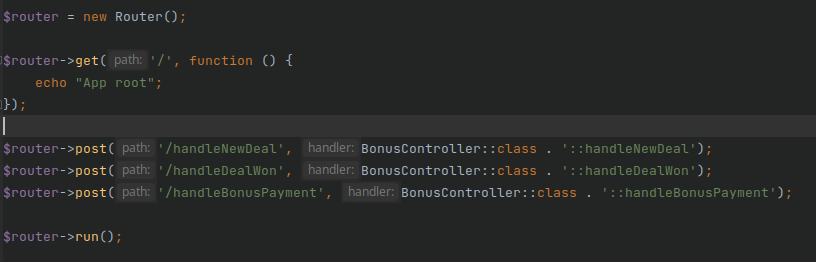 $router = new Router();
$router->get( path: '/', function () {
    echo "App root";
});
$router->post( path: '/handleNewDeal', handler: BonusController::class . '::handleNewDeal');
$router->post( path: '/handleDealWon', handler: BonusController::class . '::handleDealWon');
$router->post( path: '/handleBonusPayment', handler: BonusController::class . '::handleBonusPayment');
$router->run();